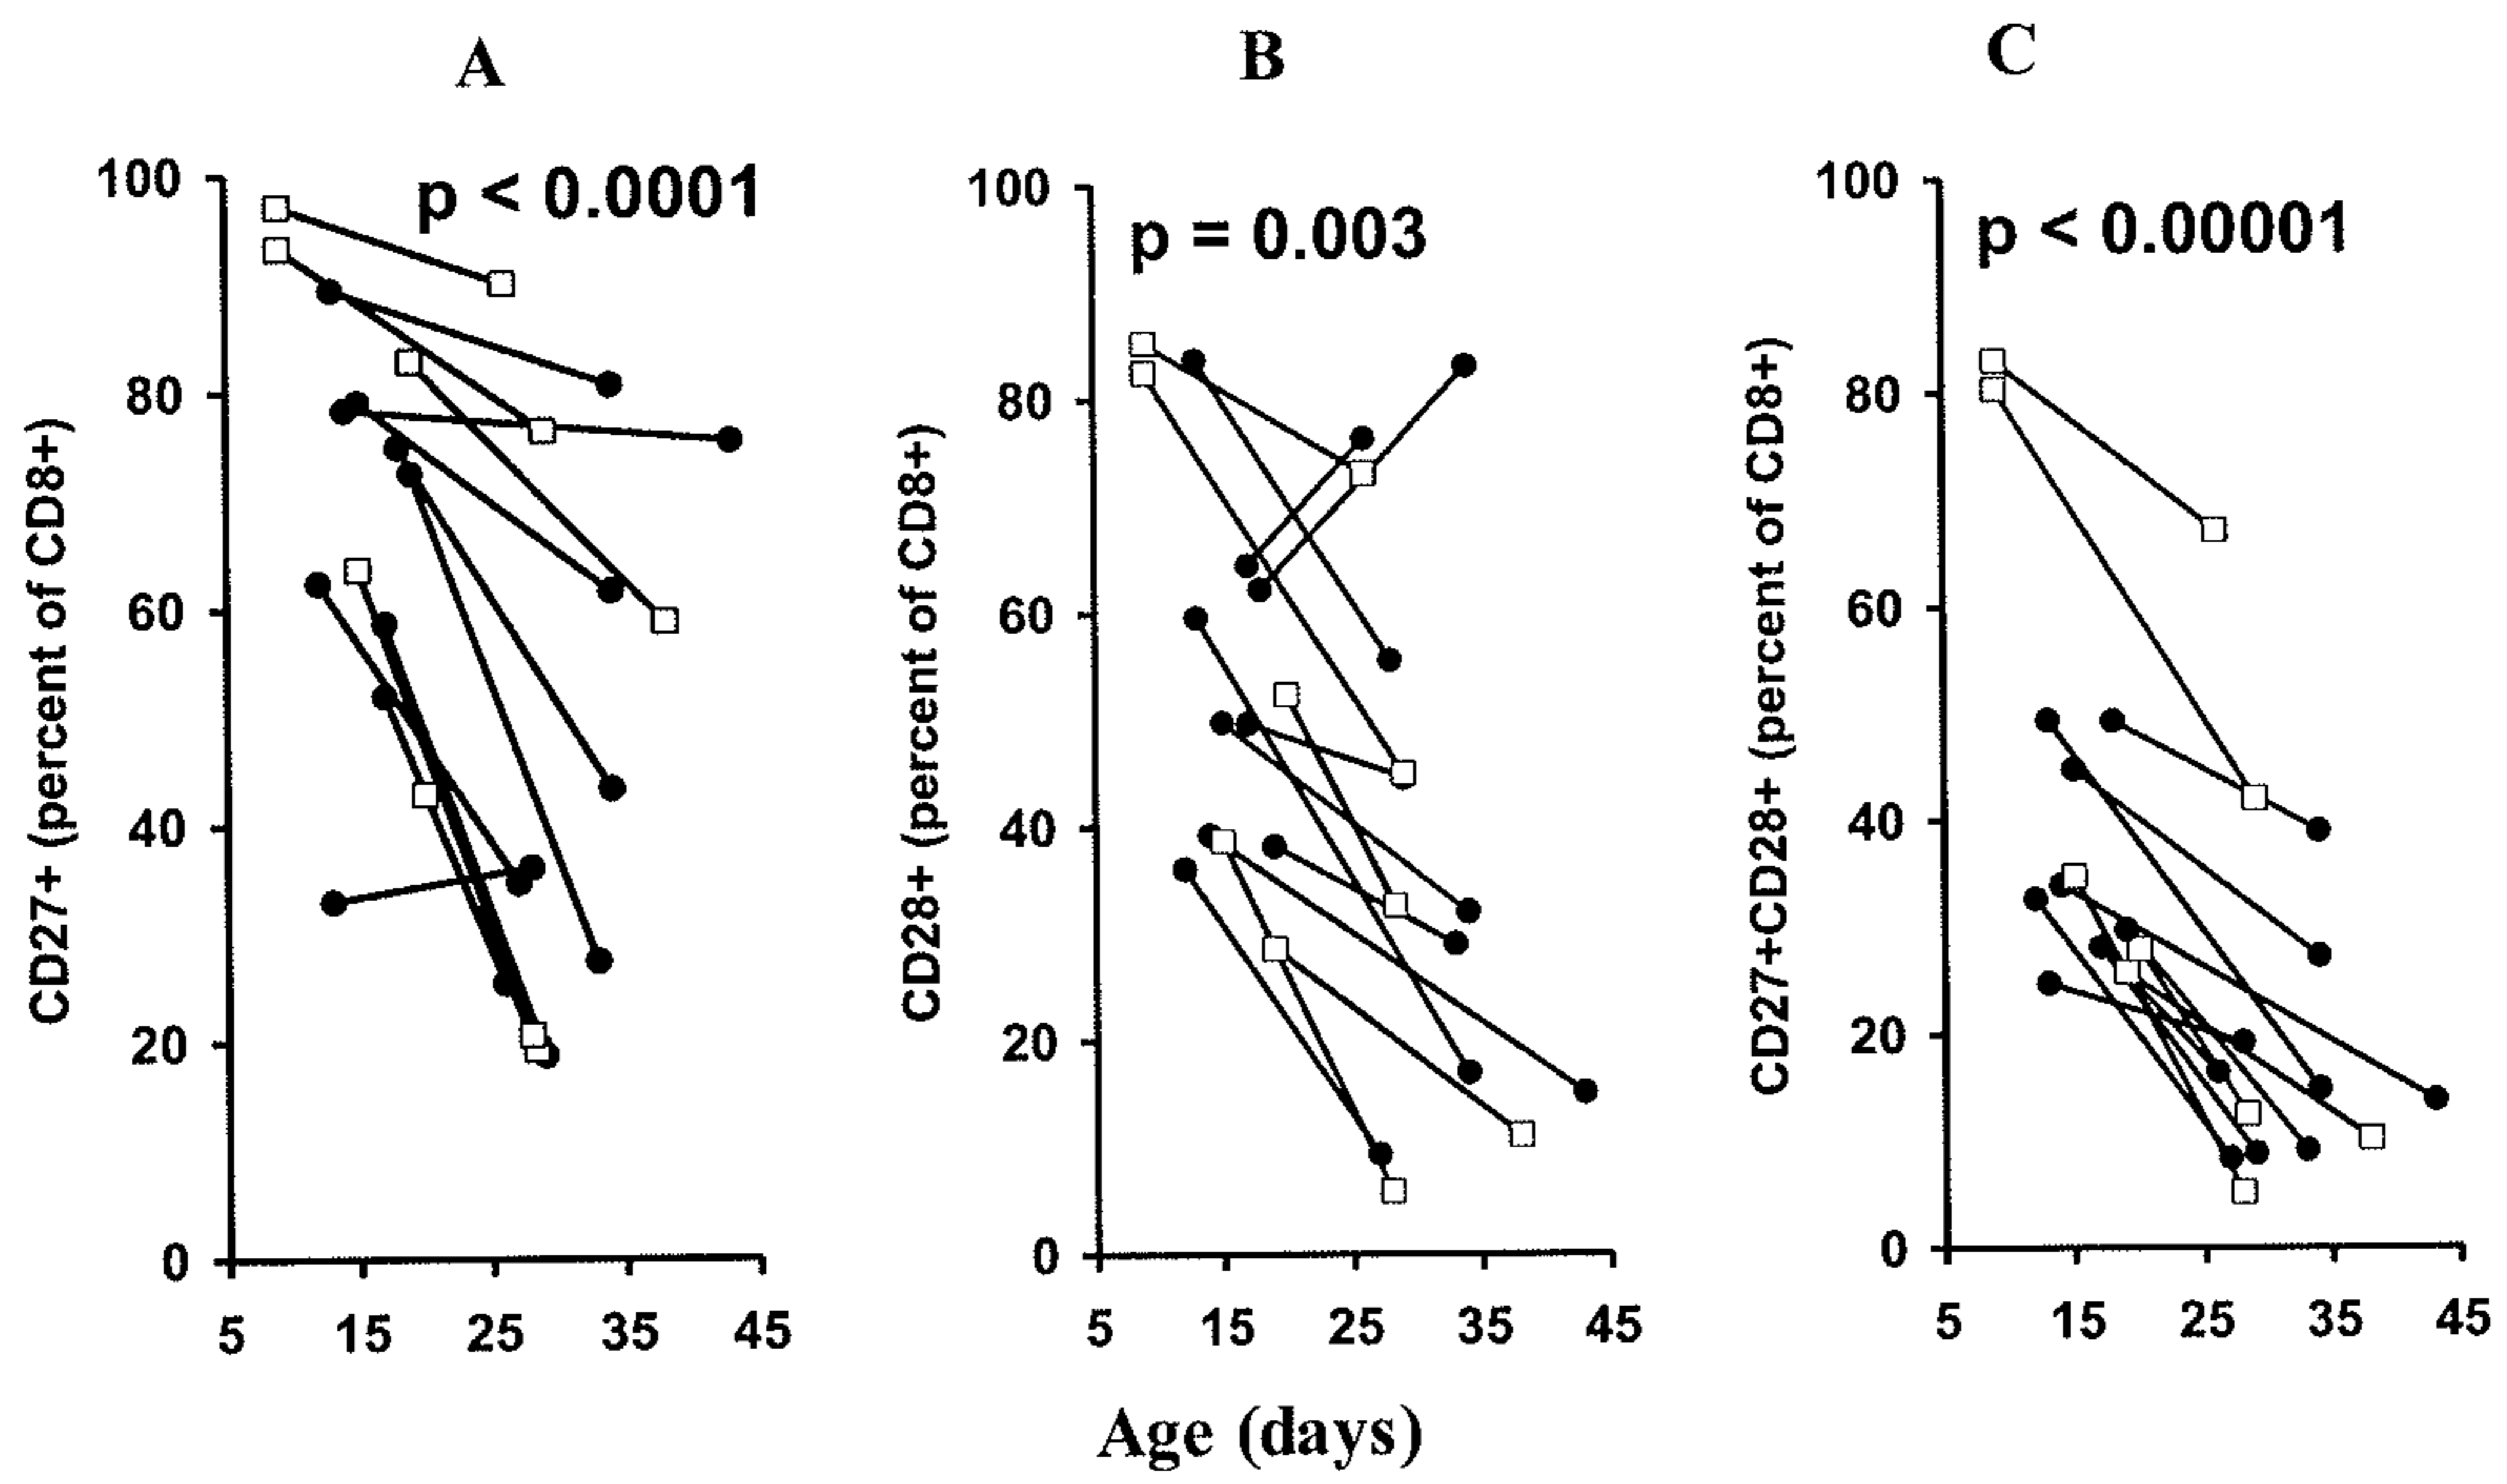 A B C
100 p < 0.0001
80
60
40
20
0
5 15 25 35 45
CD27+ (percent of CD8+)
100
p = 0.003
80
60
40
20
0
5 15 25 35 45
CD28+ (percent of CD8+)
100
p < 0.00001
80
60
40
20
0
5 15 25 35 45
CD27+CD28+ (percent of CD8+)
Age (days)